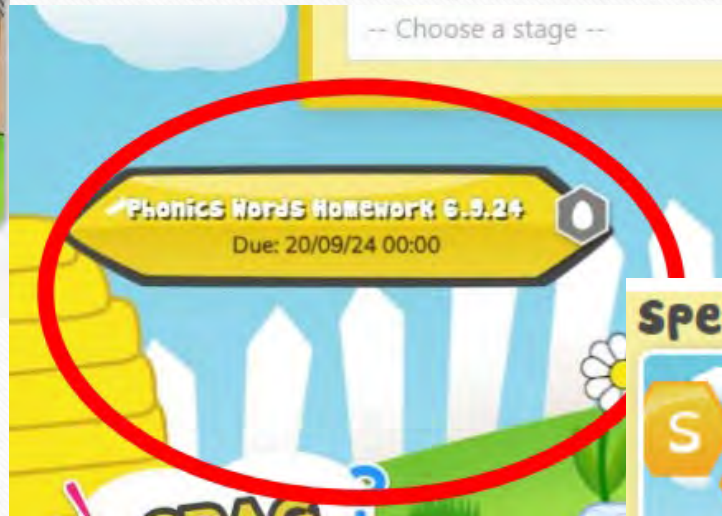 -- Choose a stage --
Phonics Words Homework 6.9.24
Due: 20/09/24 00:00
Spe
S